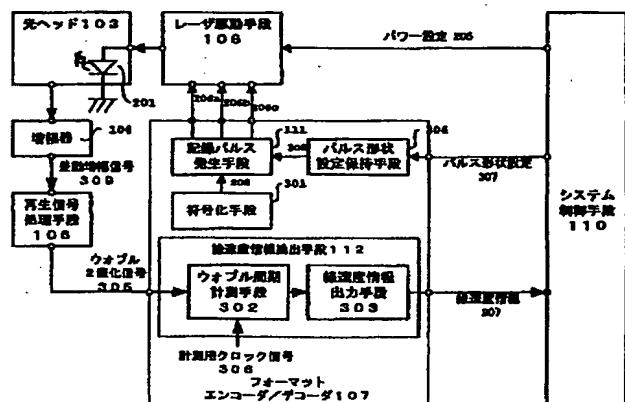 光ヘッド103
201
レーザ駆動手段
108
パワー設定 205
増幅器
差動増幅信号
309
再生信号
処理手段
106
ウォブル
2値化信号
305
206a
206b
206c
記録パルス
発生手段
111
パルス形状
設定保持手段
304
パルス形状設定
307
符号化手段
301
システム
制御手段
110
線速度情報検出手段112
ウォブル周期
計測手段
302
線速度情報
出力手段
303
線速度情報
207
計測用クロック信号
306
フォーマット
エンコーダ/デコーダ107